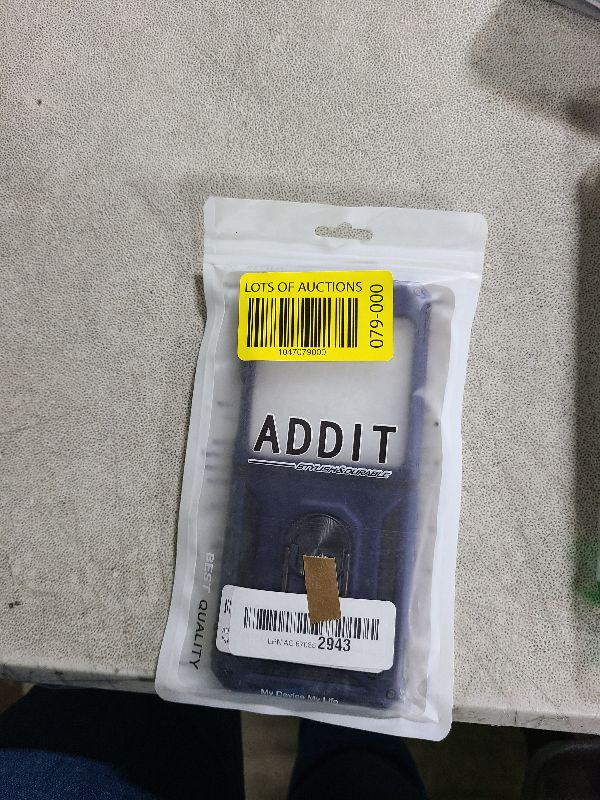 LOTS OF AUCTIONS
079-000
1047079000
ADDIT
STYLISH&DURABLE
BEST QUALITY
2943
My Device My Life